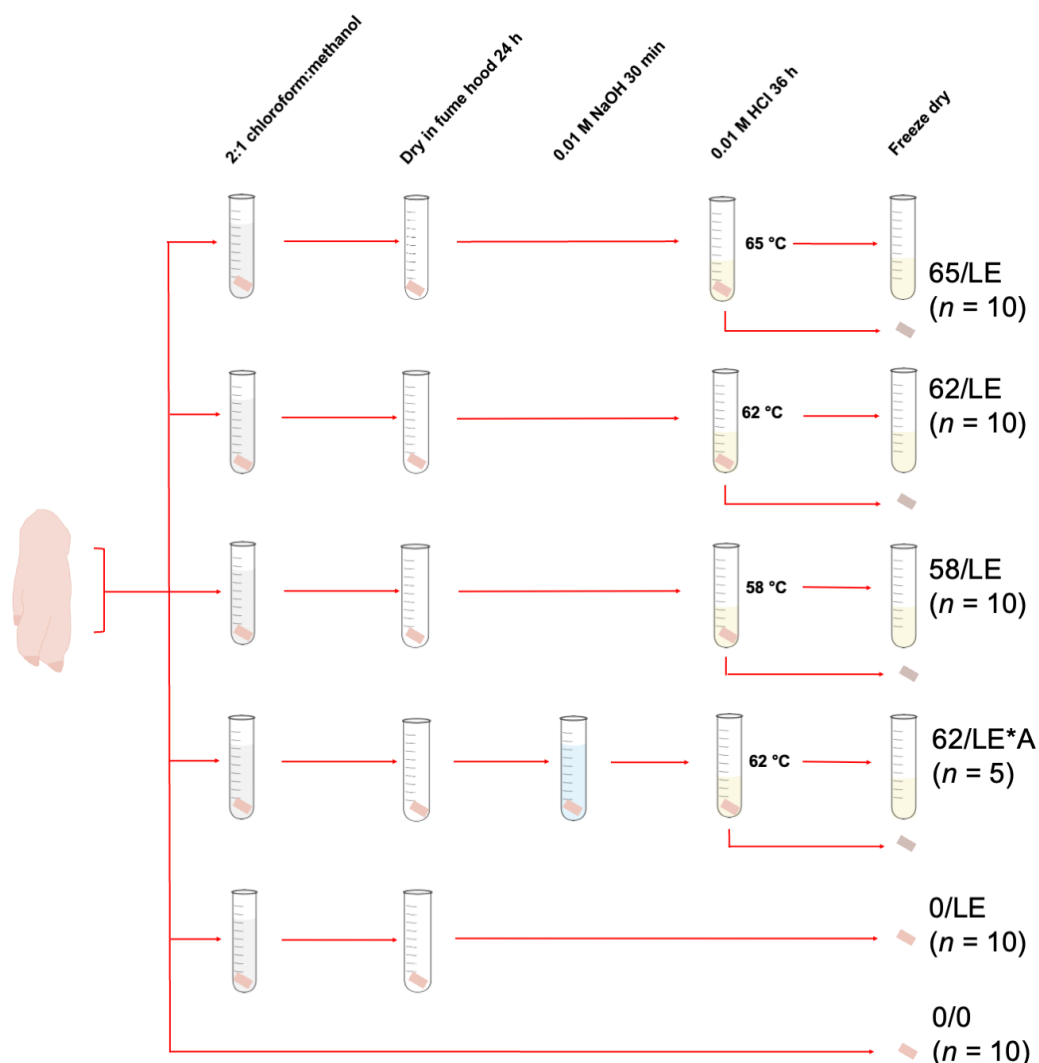 2:1 chloroform:methanol
Dry in fume hood 24 h
0.01 M NaOH 30 min
0.01 M HCl 36 h
Freeze dry
65 °C
65/LE
(n = 10)
62 °C
62/LE
(n = 10)
58 °C
58/LE
(n = 10)
62 °C
62/LE*A
(n = 5)
0/LE
(n = 10)
0/0
(n = 10)